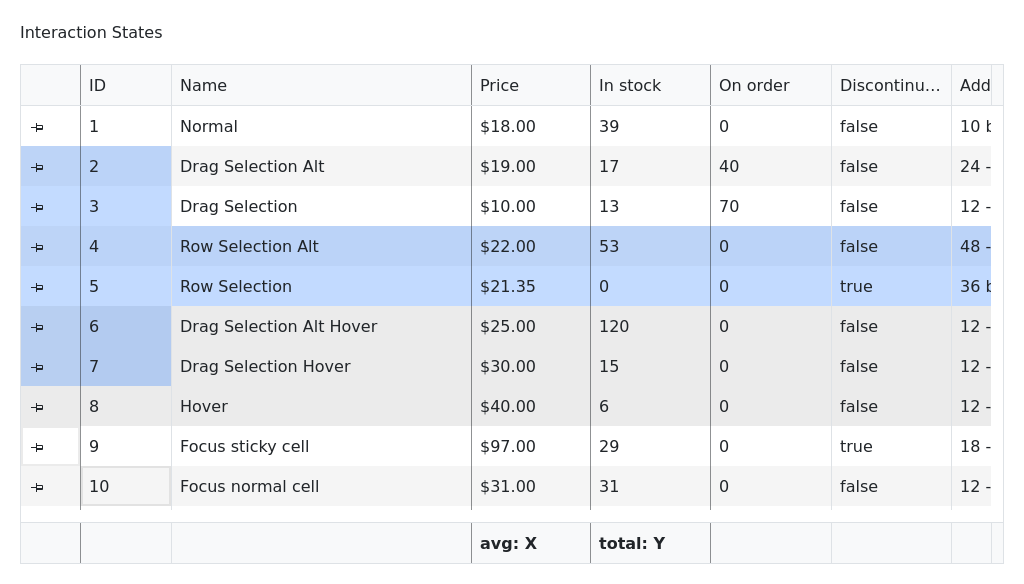 Interaction States
ID Name Price In stock On order Discontinu… Add
1 Normal $18.00 39 0 false 10 b
2 Drag Selection Alt $19.00 17 40 false 24 -
3 Drag Selection $10.00 13 70 false 12 -
4 Row Selection Alt $22.00 53 0 false 48 -
5 Row Selection $21.35 0 0 true 36 b
6 Drag Selection Alt Hover $25.00 120 0 false 12 -
7 Drag Selection Hover $30.00 15 0 false 12 -
8 Hover $40.00 6 0 false 12 -
9 Focus sticky cell $97.00 29 0 true 18 -
10 Focus normal cell $31.00 31 0 false 12 -
avg: X total: Y